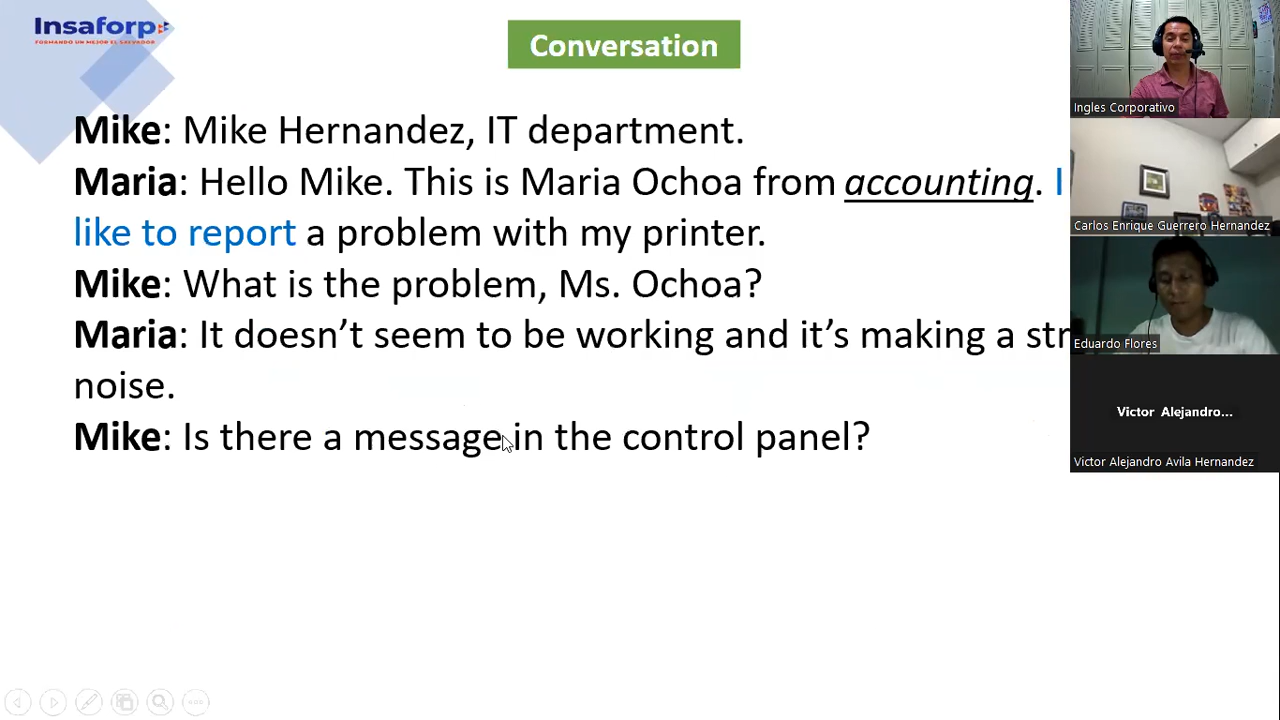 Insaforp
FORMANDO UN MEJOR EL SALVADOR
Conversation
Mike: Mike Hernandez, IT department.
Maria: Hello Mike. This is Maria Ochoa from accounting. I
like to report a problem with my printer.
Mike: What is the problem, Ms. Ochoa?
Maria: It doesn't seem to be working and it's making a
noise.
Mike: Is there a message in the control panel?
Ingles Corporativo
Carlos Enrique Guerrero Hernandez
Eduardo Flores
Victor Alejandro...
Victor Alejandro Avila Hernandez